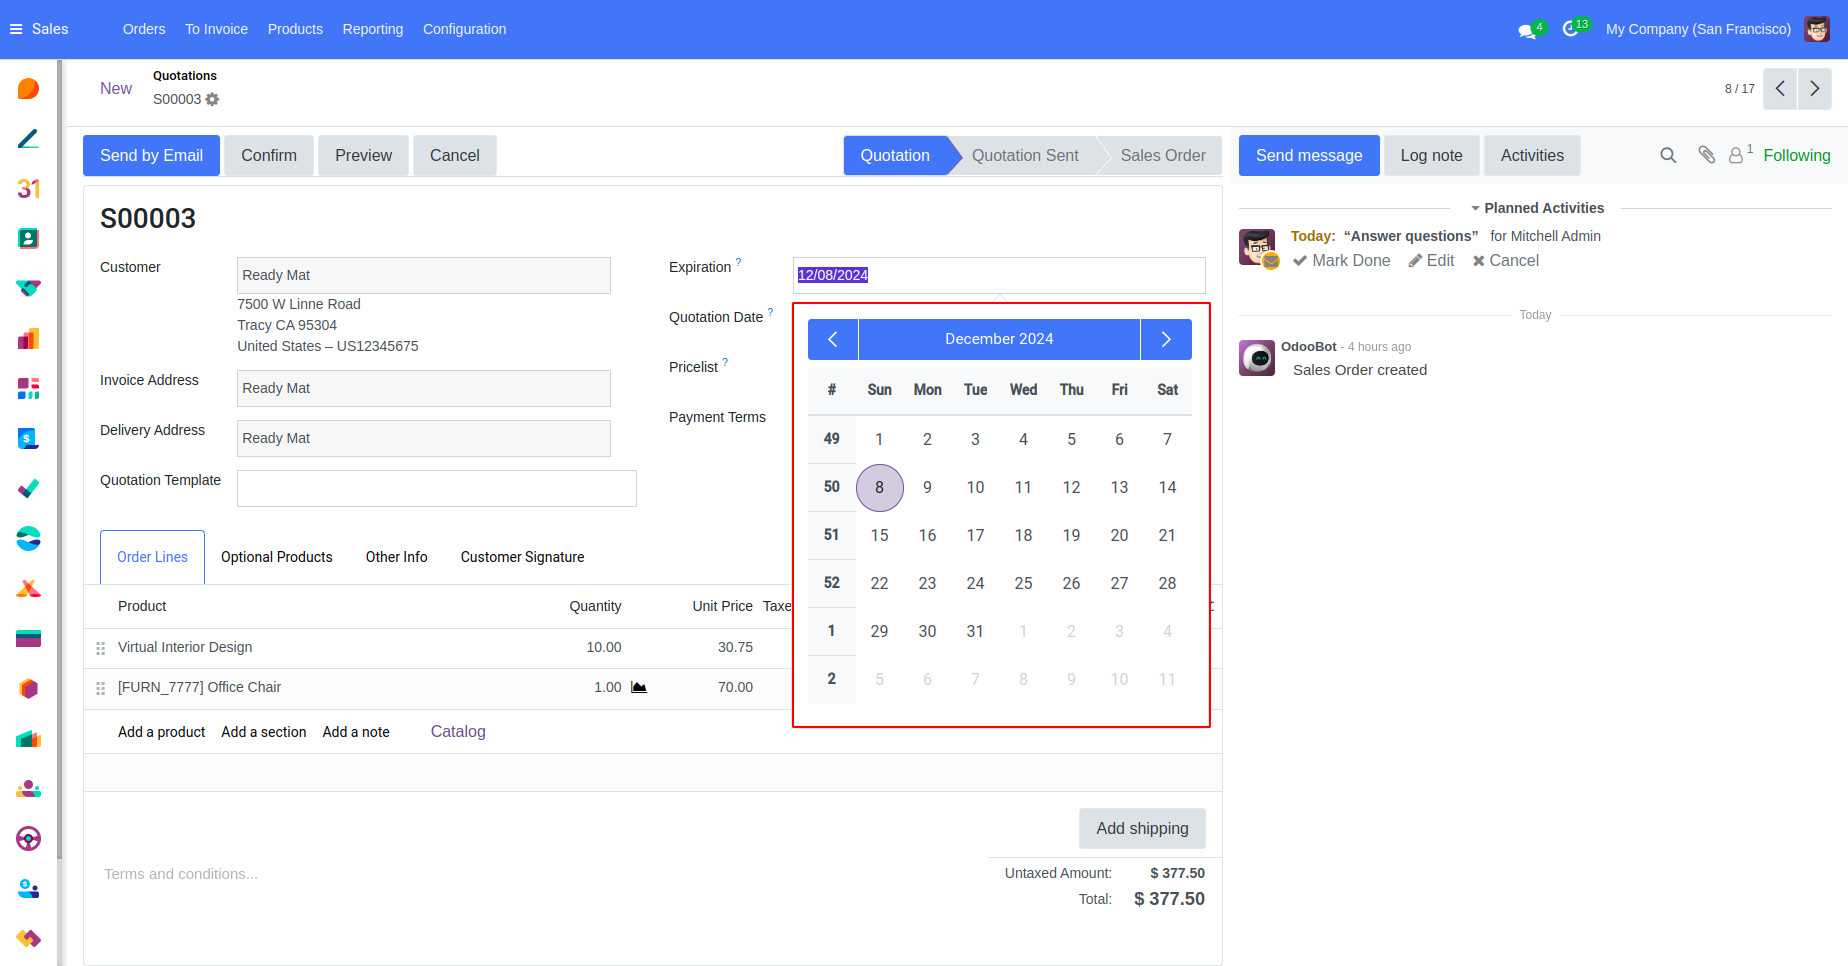 Sales Orders To Invoice Products Reporting Configuration 4 13 My Company (San Francisco)
New Quotations
S00003
8 / 17
Send by Email Confirm Preview Cancel Quotation Quotation Sent Sales Order
Send message Log note Activities 1 Following
31
S00003
Customer Ready Mat
7500 W Linne Road
Tracy CA 95304
United States – US12345675
Invoice Address Ready Mat
Delivery Address Ready Mat
Quotation Template
Expiration ? 12/08/2024
Quotation Date ?
Pricelist ?
Payment Terms
December 2024
# Sun Mon Tue Wed Thu Fri Sat
49 1 2 3 4 5 6 7
50 8 9 10 11 12 13 14
51 15 16 17 18 19 20 21
52 22 23 24 25 26 27 28
1 29 30 31 1 2 3 4
2 5 6 7 8 9 10 11
Order Lines Optional Products Other Info Customer Signature
Product Quantity Unit Price Taxe
Virtual Interior Design 10.00 30.75
[FURN_7777] Office Chair 1.00 70.00
Add a product Add a section Add a note Catalog
Add shipping
Terms and conditions...
Untaxed Amount: $ 377.50
Total: $ 377.50
Planned Activities
Today: “Answer questions” for Mitchell Admin
Mark Done Edit Cancel
Today
OdooBot - 4 hours ago
Sales Order created